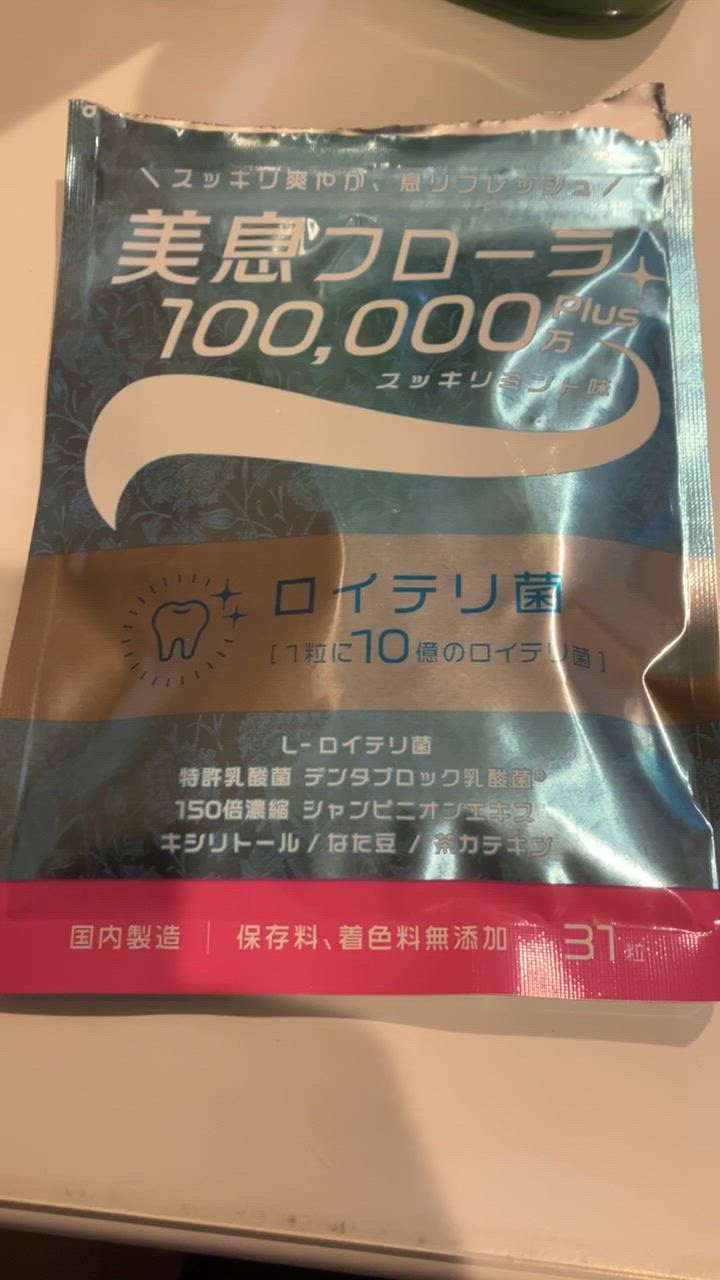 \ スッキリ爽やか、息リフレッシュ /
美息フローラ
100,000万 Plus
スッキリミント味
ロイテリ菌
[1粒に10億のロイテリ菌]
L-ロイテリ菌
特許乳酸菌 デンタブロック乳酸菌®
150倍濃縮 シャンピニオンエキス
キシリトール / なた豆 / 茶カテキン
国内製造 | 保存料、着色料無添加 31粒